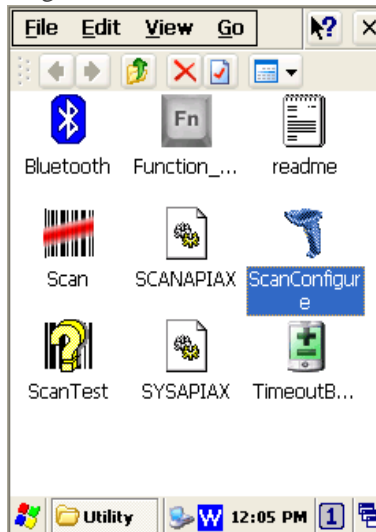 File Edit View Go
?
Fn
Bluetooth Function_... readme
Scan SCANAPIAX ScanConfigur
e
ScanTest SYSAPIAX TimeoutB...
Utility W 12:05 PM 1